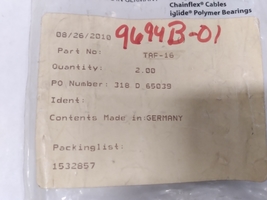 Chainflex® Cables
iglide® Polymer Bearings
08/26/2010
9694B-01
Part No: TAF-16
Quantity: 2.00
PO Number: 318 D 65039
Ident:
Contents Made in: GERMANY
Packinglist:
1532857